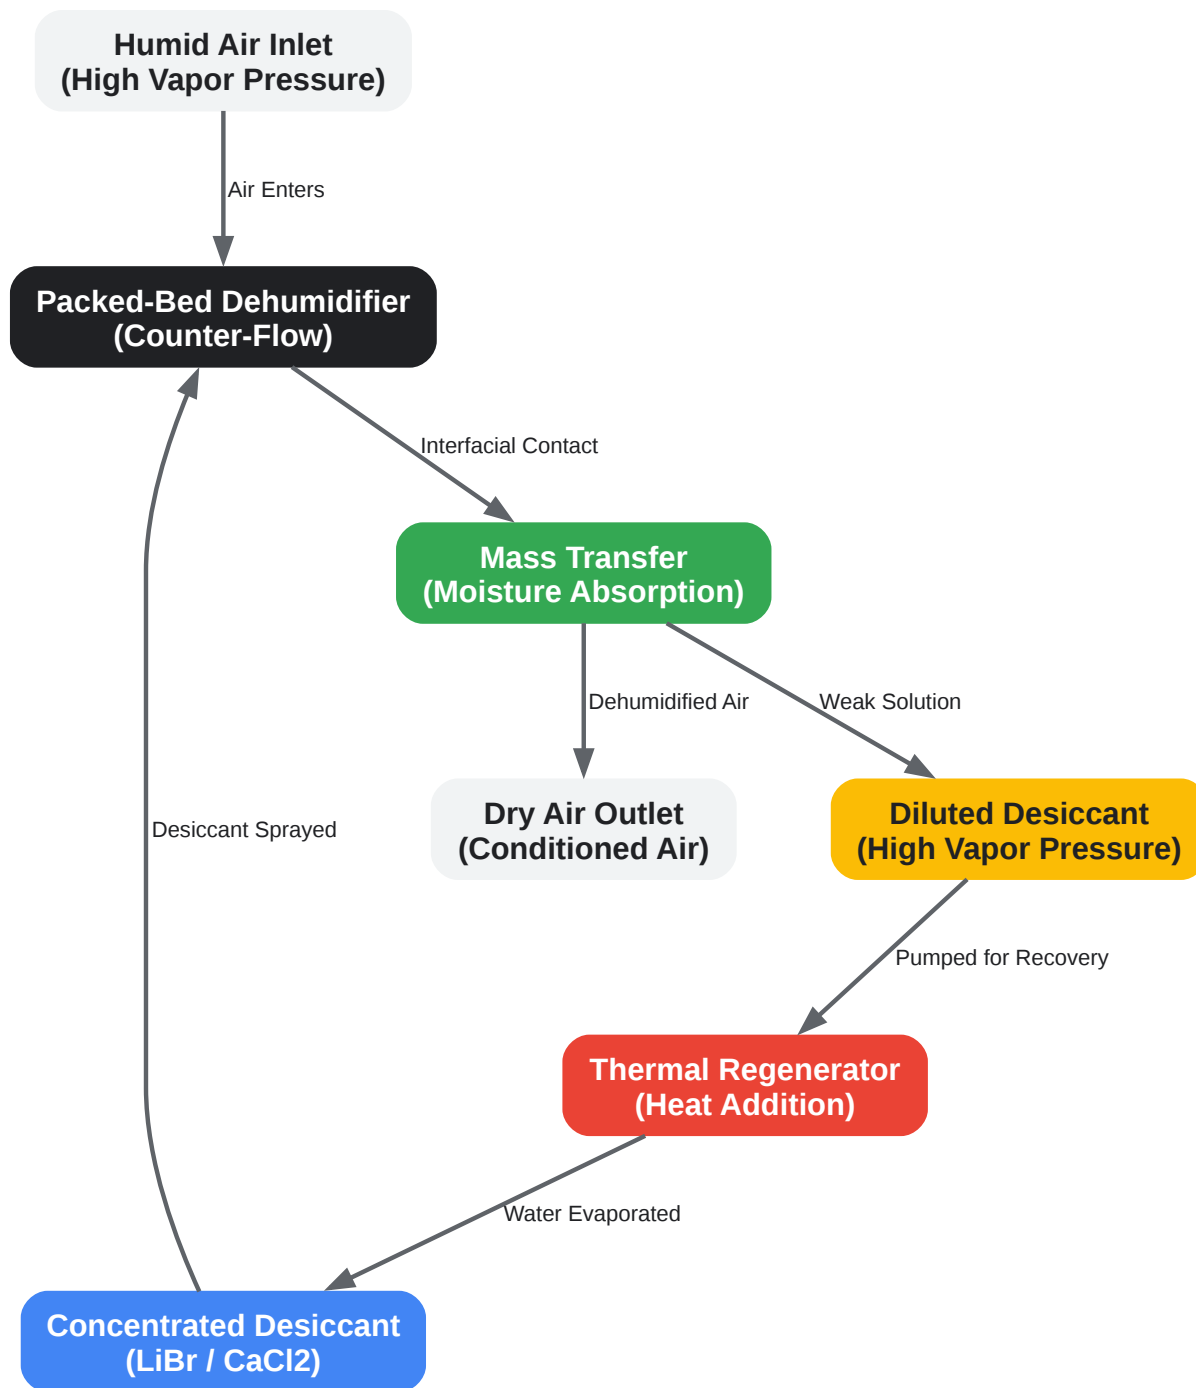 Humid Air Inlet
(High Vapor Pressure)
Air Enters
Packed-Bed Dehumidifier
(Counter-Flow)
Interfacial Contact
Mass Transfer
(Moisture Absorption)
Dehumidified Air
Weak Solution
Dry Air Outlet
(Conditioned Air)
Diluted Desiccant
(High Vapor Pressure)
Desiccant Sprayed
Pumped for Recovery
Thermal Regenerator
(Heat Addition)
Water Evaporated
Concentrated Desiccant
(LiBr / CaCl2)